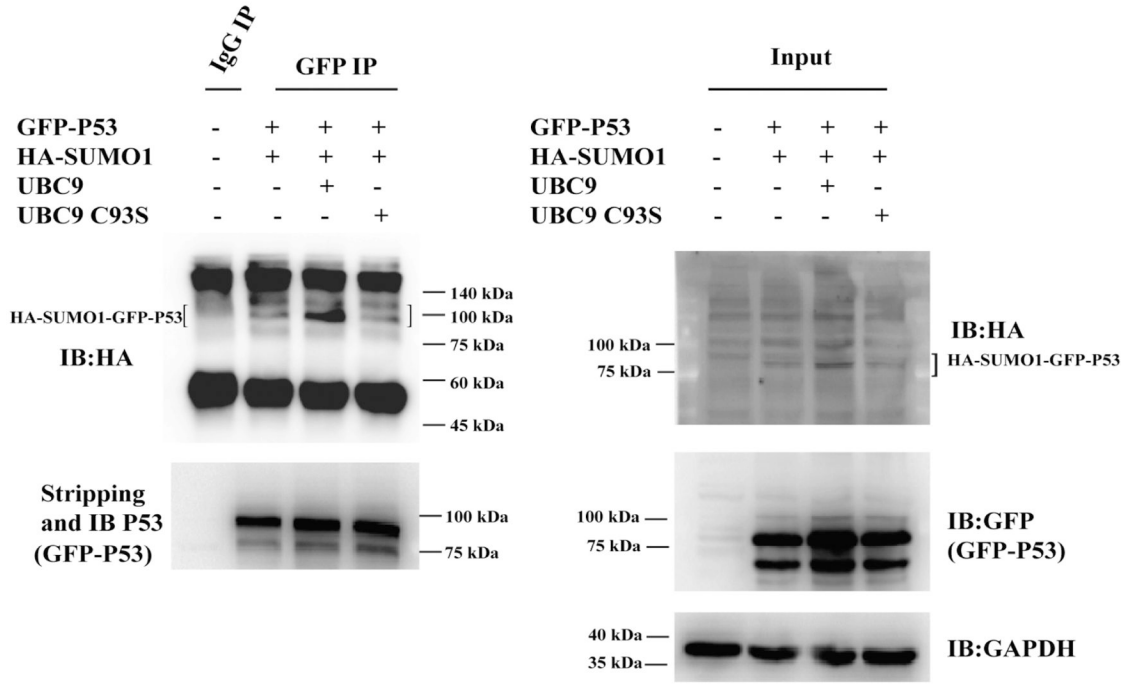 IgG IP
GFP IP
GFP-P53 - + + +
HA-SUMO1 - + + +
UBC9 - - + -
UBC9 C93S - - - +
HA-SUMO1-GFP-P53
IB:HA
140 kDa
100 kDa
75 kDa
60 kDa
45 kDa
Stripping
and IB P53
(GFP-P53)
100 kDa
75 kDa
Input
GFP-P53 - + + +
HA-SUMO1 - + + +
UBC9 - - + -
UBC9 C93S - - - +
100 kDa
75 kDa
IB:HA
HA-SUMO1-GFP-P53
100 kDa
75 kDa
IB:GFP
(GFP-P53)
40 kDa
35 kDa
IB:GAPDH